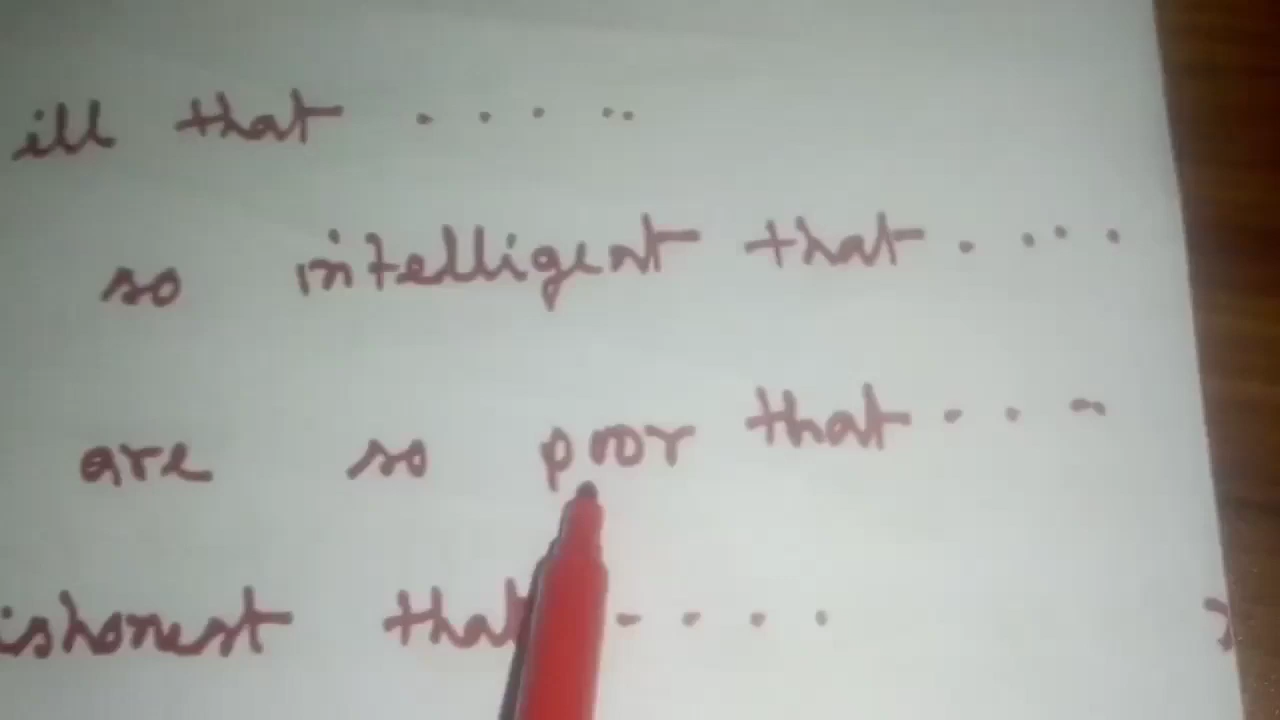 ill that .....
so intelligent that ....
are so poor that ...
ishonest that ....